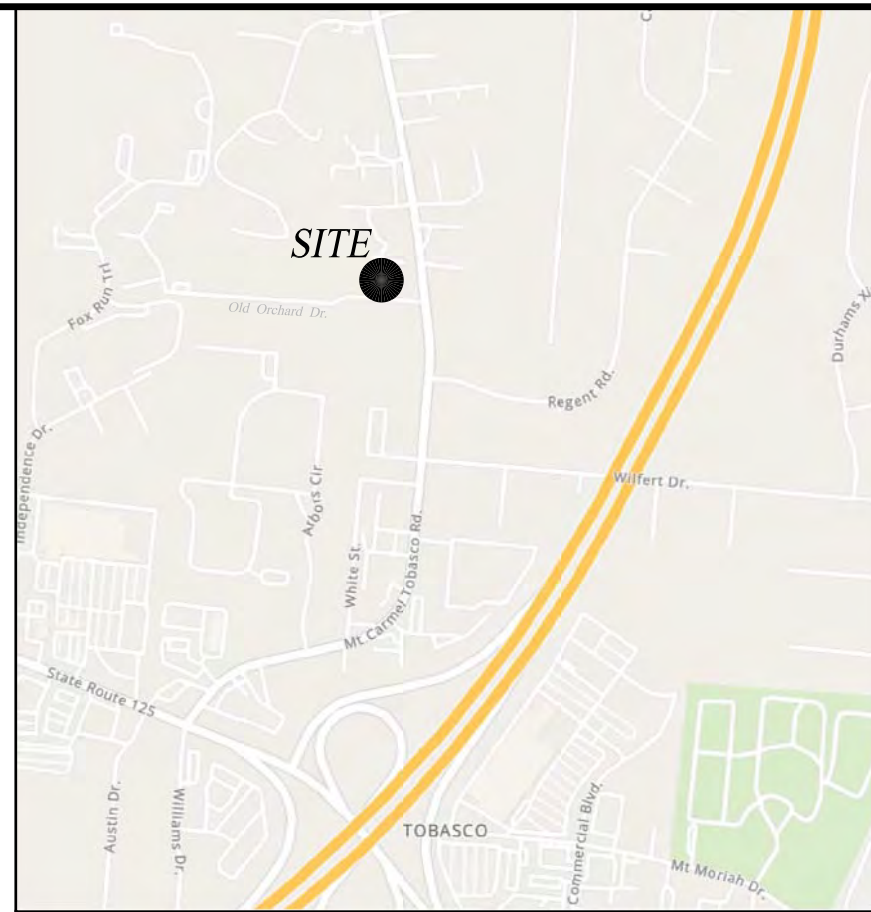 SITE
Old Orchard Dr.
Fox Run Trl
Durhams X
Regent Rd.
Independence Dr.
Wilfert Dr.
Arbors Cir
White St.
Mt.Carmel Tobasco Rd.
State Route 125
Austin Dr.
Williams Dr.
TOBASCO
Commercial Blvd.
Mt Moriah Dr.